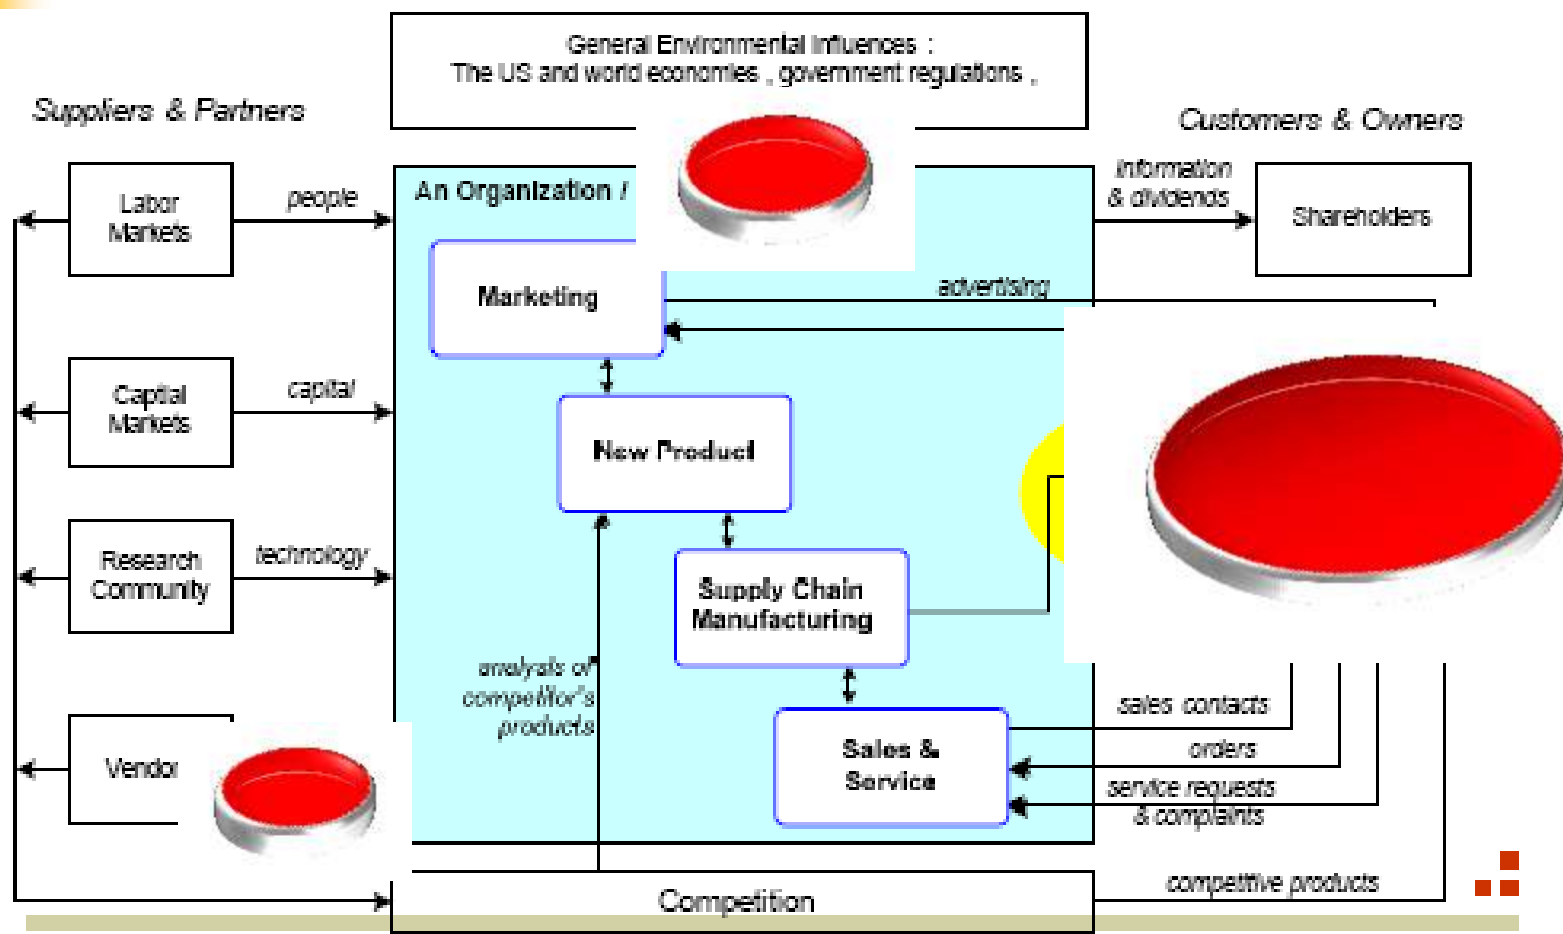 General Environmental Influences :
The US and world economies , government regulations ,
Suppliers & Partners
Customers & Owners
Labor
Markets
people
An Organization /
information
& dividends
Shareholders
Marketing
advertising
Captial
Markets
capital
New Product
Research
Community
technology
Supply Chain
Manufacturing
analysis of
competitor's
products
sales contacts
Vendor
Sales &
Service
orders
service requests
& complaints
competitive products
Competition